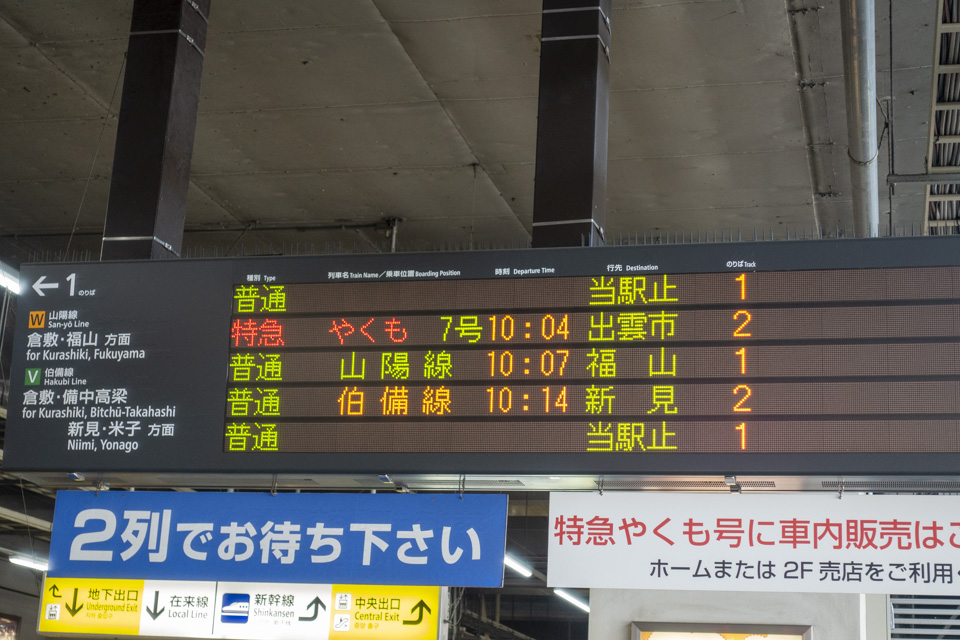 ← 1 のりば
W 山陽線
San-yō Line
倉敷・福山 方面
for Kurashiki, Fukuyama
V 伯備線
Hakubi Line
倉敷・備中高梁
for Kurashiki, Bitchū-Takahashi
新見・米子 方面
Niimi, Yonago
種別 Type 列車名 Train Name／乗車位置 Boarding Position 時刻 Departure Time 行先 Destination のりば Track
普通 当駅止 1
特急 やくも 7号 10:04 出雲市 2
普通 山陽線 10:07 福山 1
普通 伯備線 10:14 新見 2
普通 当駅止 1
2列でお待ち下さい
特急やくも号に車内販売は
ホームまたは 2F 売店をご利用
地下出口
Underground Exit
在来線
Local Line
新幹線
Shinkansen
中央出口
Central Exit